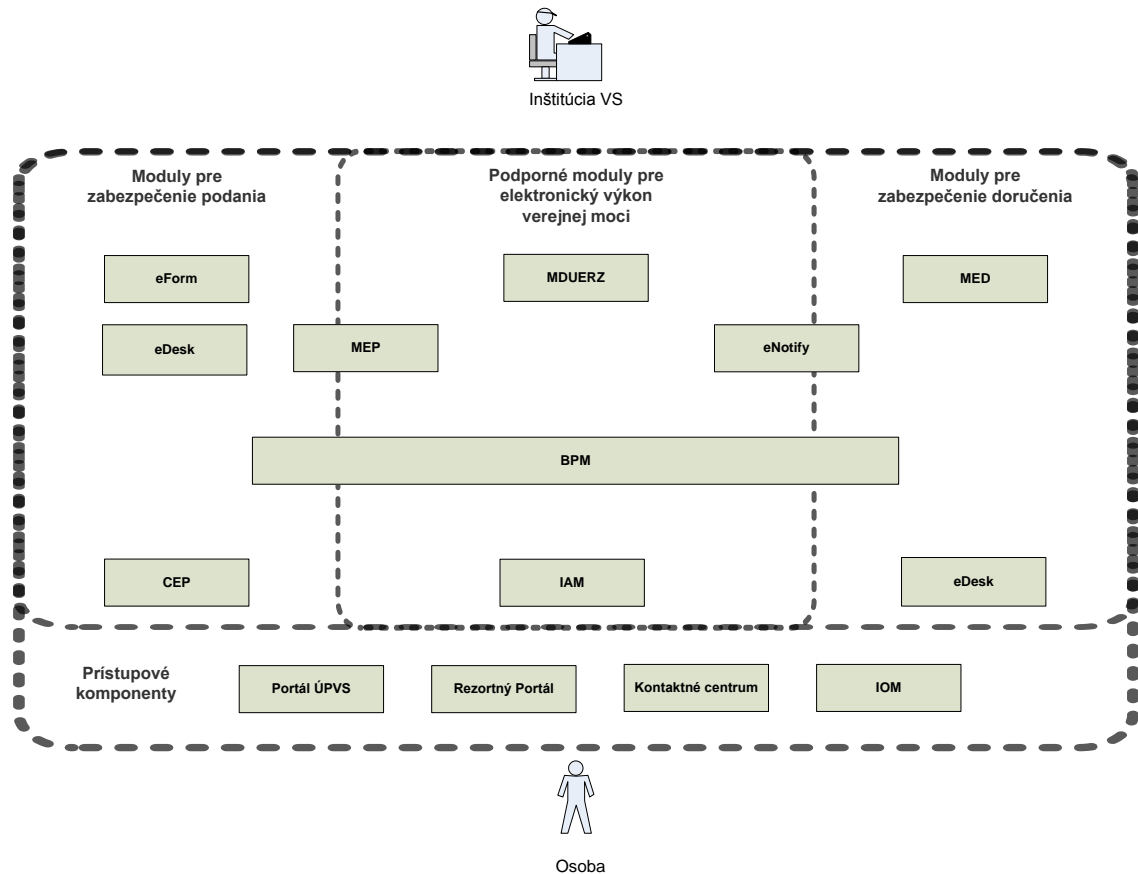 Inštitúcia VS
Moduly pre
zabezpečenie podania
Podporné moduly pre
elektronický výkon
verejnej moci
Moduly pre
zabezpečenie doručenia
eForm
MDUERZ
MED
eDesk
MEP
eNotify
BPM
CEP
IAM
eDesk
Prístupové
komponenty
Portál ÚPVS
Rezortný Portál
Kontaktné centrum
IOM
Osoba